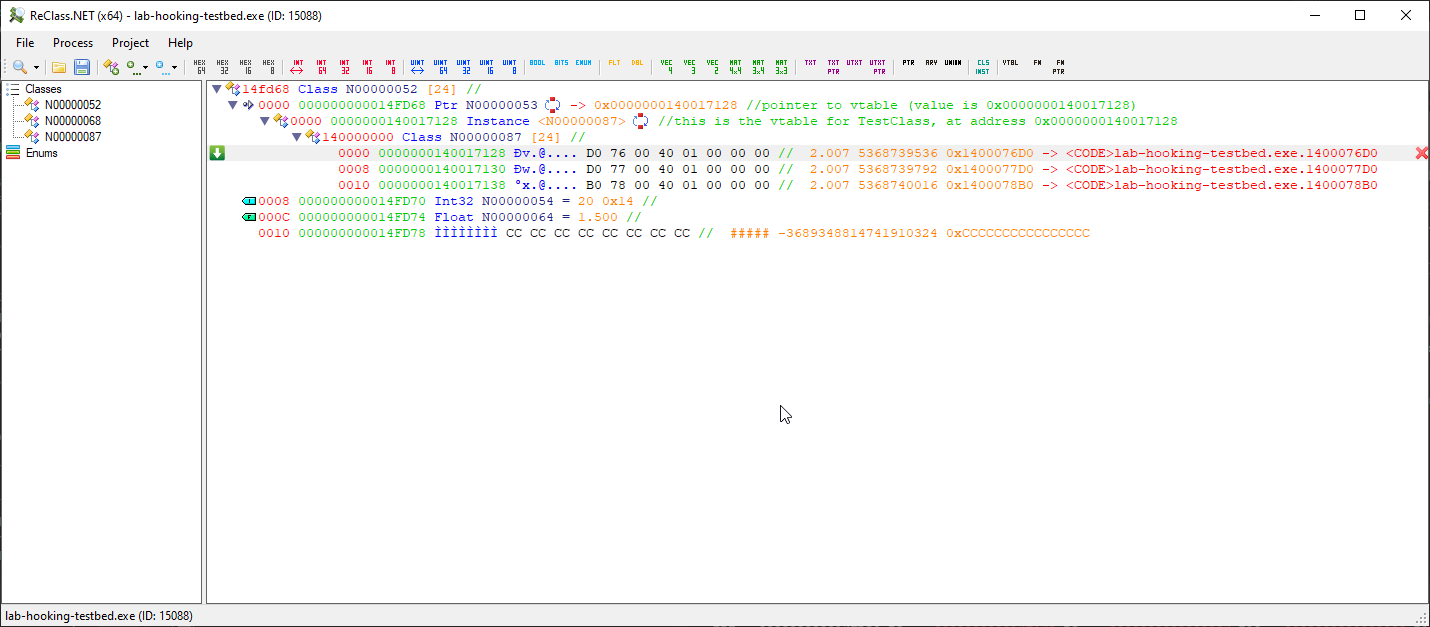 ReClass.NET (x64) - lab-hooking-testbed.exe (ID: 15088)
File Process Project Help
HEX 64 HEX 32 HEX 16 HEX 8 INT INT 64 INT 32 INT 16 INT 8 UINT UINT 64 UINT 32 UINT 16 UINT 8 BOOL BITS ENUM FLT DBL VEC 4 VEC 3 VEC 2 MAT 4x4 MAT 3x4 MAT 3x3 TXT TXT PTR UTXT UTXT PTR PTR ARY UNION CLS INST VTBL FN FN PTR
Classes
N00000052
N00000068
N00000087
Enums
14fd68 Class N00000052 [24] //
0000 000000000014FD68 Ptr N00000053 -> 0x0000000140017128 //pointer to vtable (value is 0x0000000140017128)
0000 0000000140017128 Instance <N00000087> //this is the vtable for TestClass, at address 0x0000000140017128
140000000 Class N00000087 [24] //
0000 0000000140017128 Ðv.@.... D0 76 00 40 01 00 00 00 // 2.007 5368739536 0x1400076D0 -> <CODE>lab-hooking-testbed.exe.1400076D0
0008 0000000140017130 Ðw.@.... D0 77 00 40 01 00 00 00 // 2.007 5368739792 0x1400077D0 -> <CODE>lab-hooking-testbed.exe.1400077D0
0010 0000000140017138 °x.@.... B0 78 00 40 01 00 00 00 // 2.007 5368740016 0x1400078B0 -> <CODE>lab-hooking-testbed.exe.1400078B0
0008 000000000014FD70 Int32 N00000054 = 20 0x14 //
000C 000000000014FD74 Float N00000064 = 1.500 //
0010 000000000014FD78 ÌÌÌÌÌÌÌÌ CC CC CC CC CC CC CC CC // ##### -3689348814741910324 0xCCCCCCCCCCCCCCCC
lab-hooking-testbed.exe (ID: 15088)